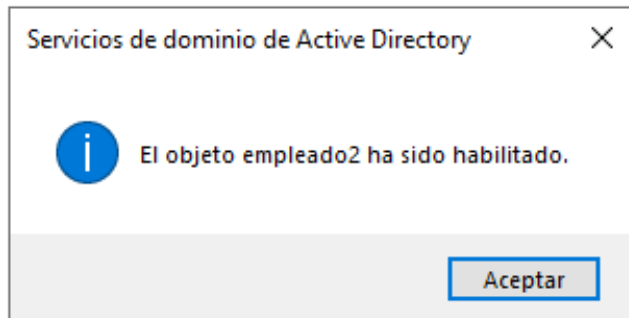 Servicios de dominio de Active Directory
El objeto empleado2 ha sido habilitado.
Aceptar